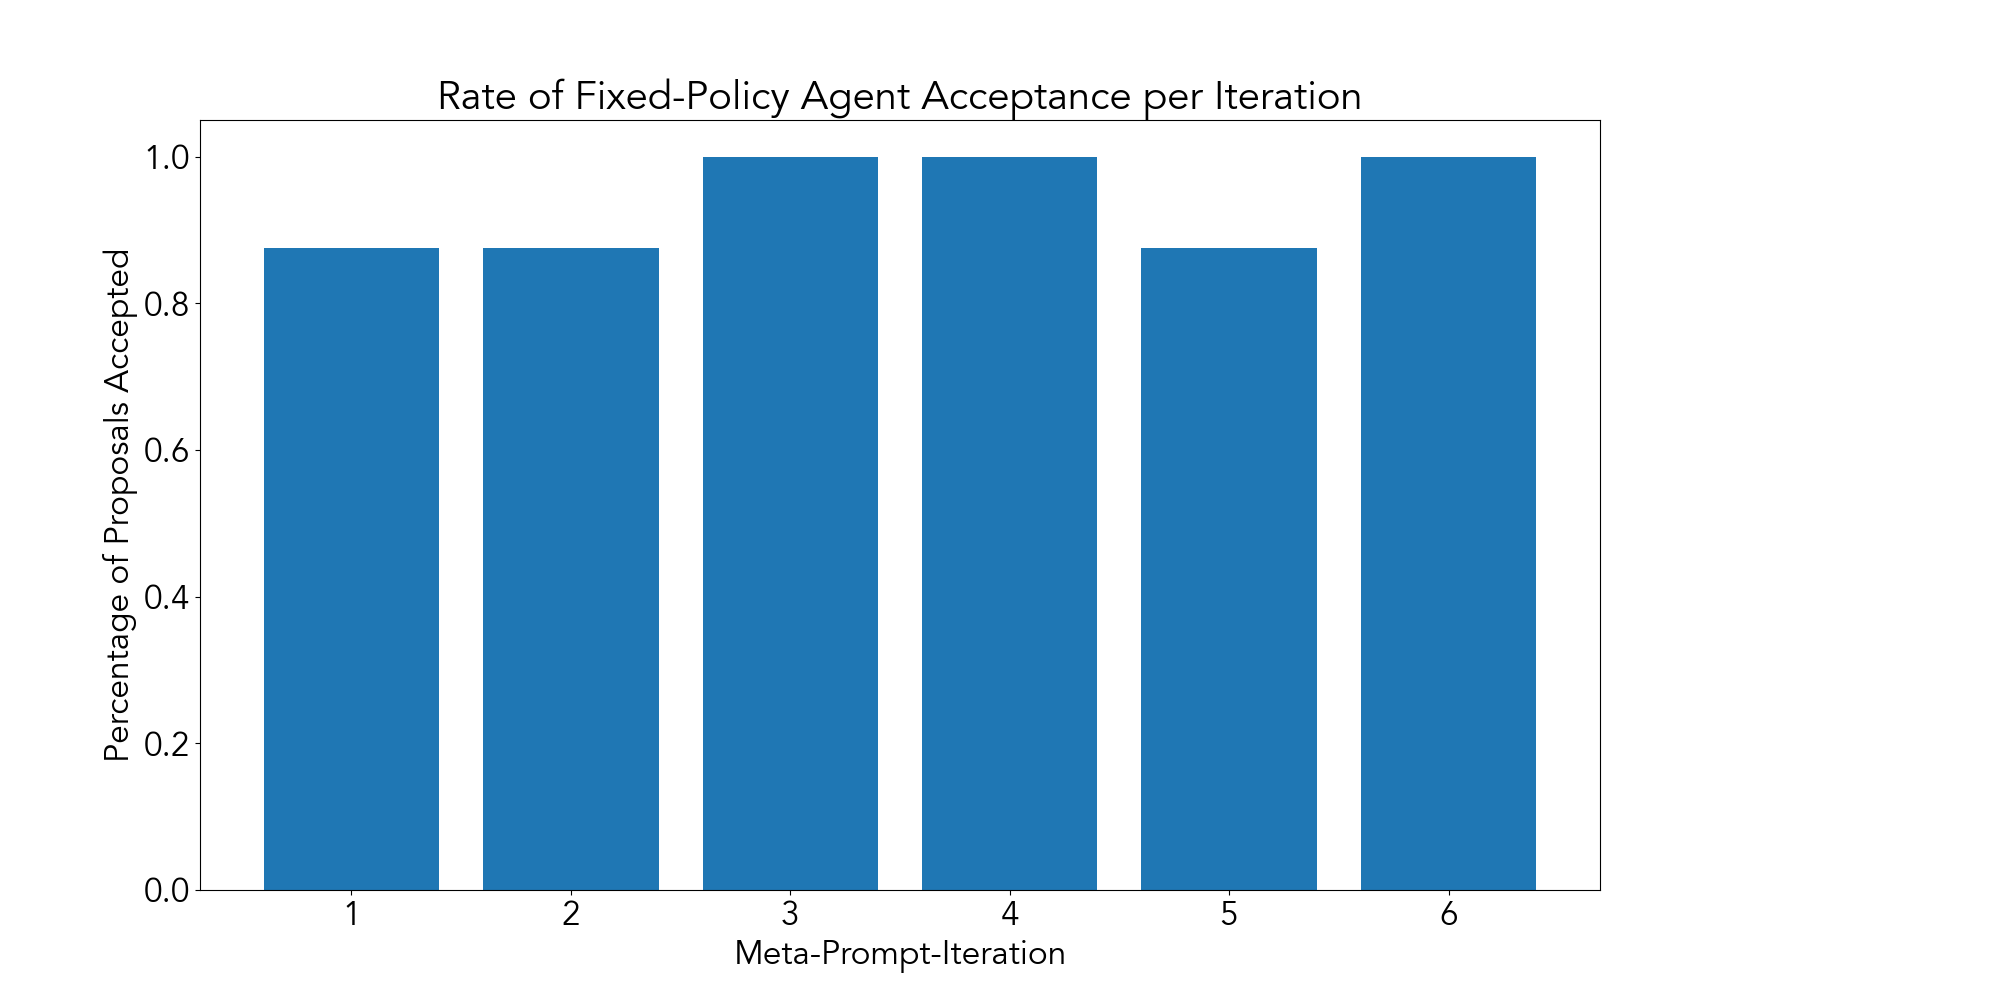 Rate of Fixed-Policy Agent Acceptance per Iteration
Percentage of Proposals Accepted
1.0
0.8
0.6
0.4
0.2
0.0
1 2 3 4 5 6
Meta-Prompt-Iteration